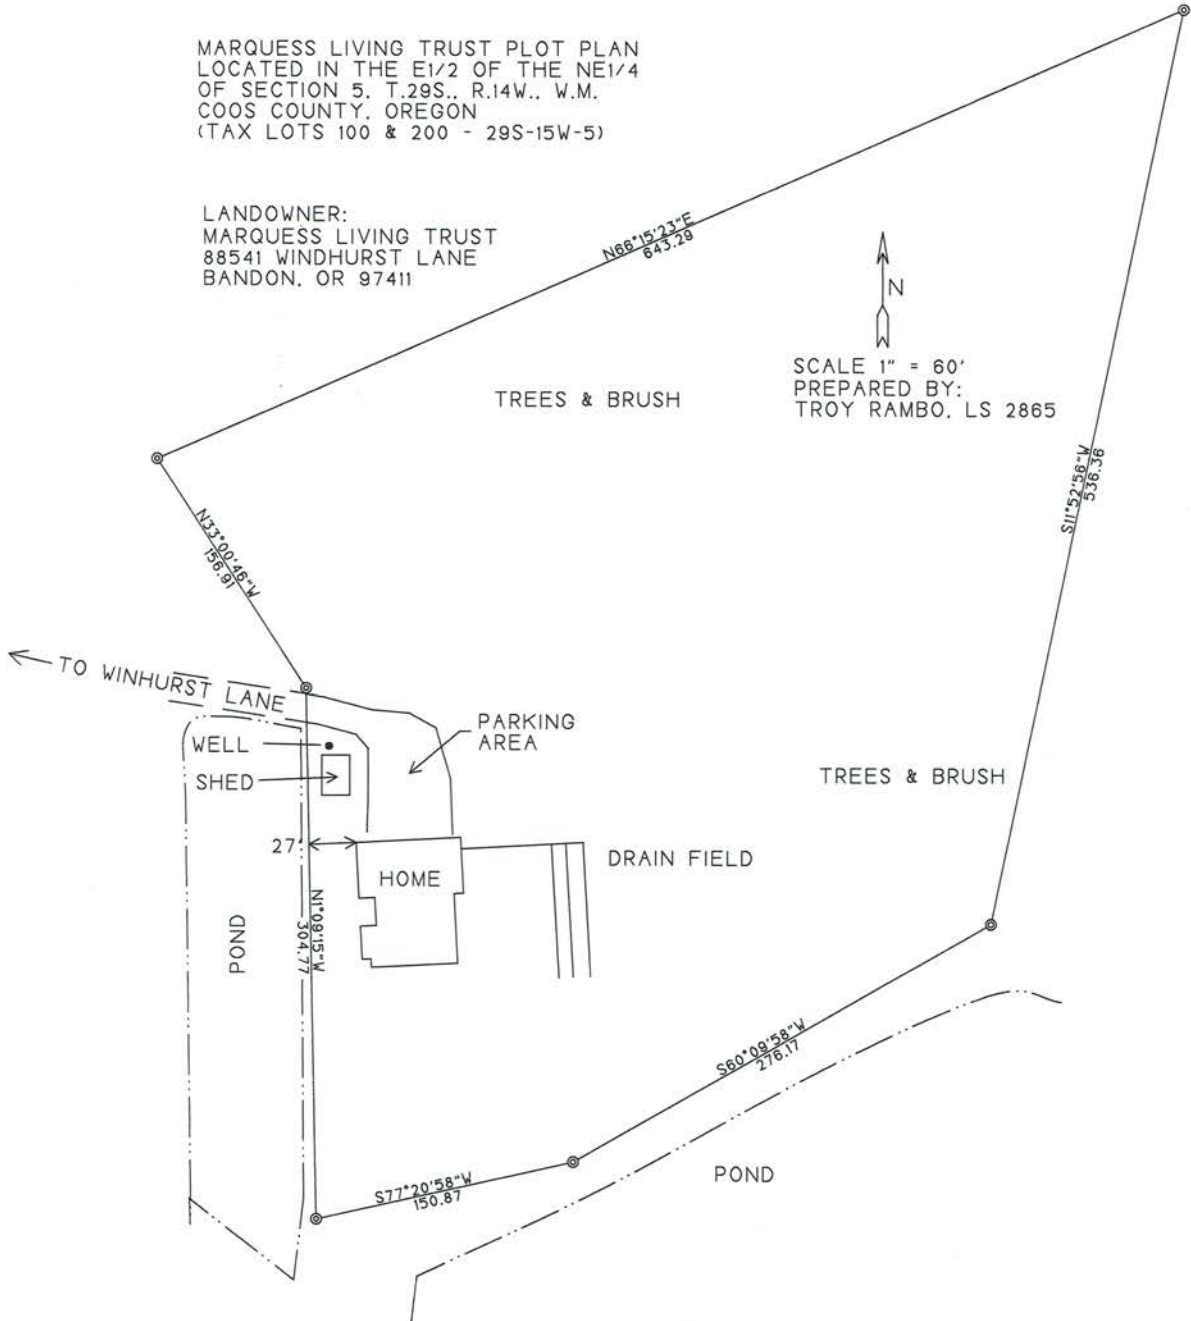 MARQUESS LIVING TRUST PLOT PLAN
LOCATED IN THE E1/2 OF THE NE1/4
OF SECTION 5, T.29S., R.14W., W.M.
COOS COUNTY, OREGON
(TAX LOTS 100 & 200 - 29S-15W-5)
LANDOWNER:
MARQUESS LIVING TRUST
88541 WINDHURST LANE
BANDON, OR 97411
N66°15'23"E
643.29
N
SCALE 1" = 60'
PREPARED BY:
TROY RAMBO, LS 2865
TREES & BRUSH
S11°52'56"W
536.36
N33°00'46"W
156.91
TO WINHURST LANE
PARKING
AREA
WELL
SHED
TREES & BRUSH
27'
HOME
DRAIN FIELD
N1°09'15"W
304.77
POND
S60°09'58"W
276.17
S77°20'58"W
150.87
POND